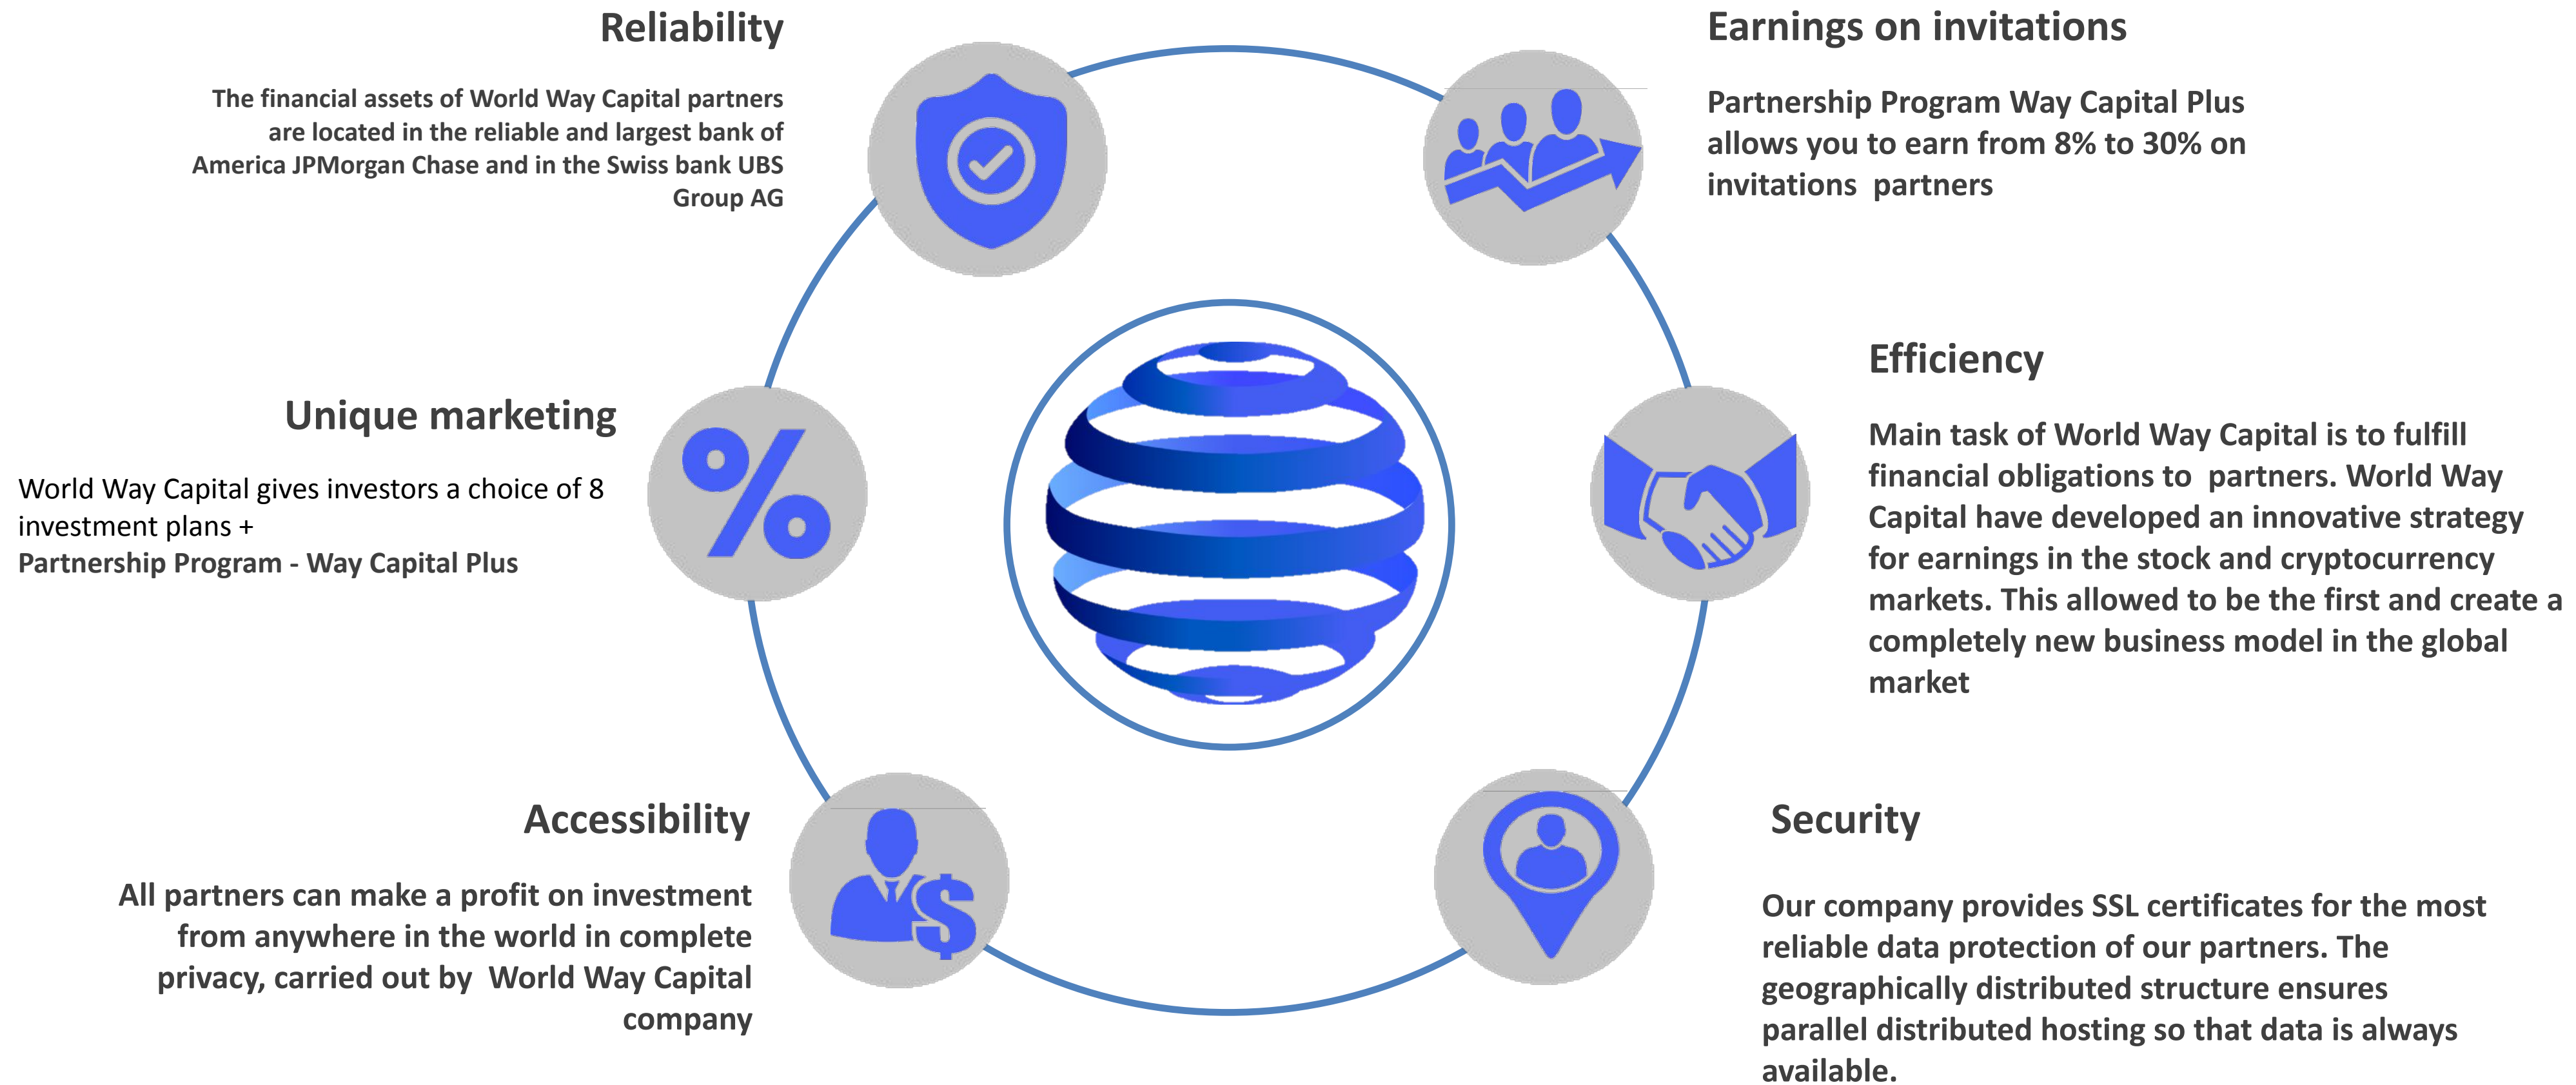 Reliability
The financial assets of World Way Capital partners
are located in the reliable and largest bank of
America JPMorgan Chase and in the Swiss bank UBS
Group AG
Earnings on invitations
Partnership Program Way Capital Plus
allows you to earn from 8% to 30% on
invitations  partners
Unique marketing
World Way Capital gives investors a choice of 8
investment plans +
Partnership Program - Way Capital Plus
%
Efficiency
Main task of World Way Capital is to fulfill
financial obligations to  partners. World Way
Capital have developed an innovative strategy
for earnings in the stock and cryptocurrency
markets. This allowed to be the first and create a
completely new business model in the global
market
Accessibility
All partners can make a profit on investment
from anywhere in the world in complete
privacy, carried out by  World Way Capital
company
$
Security
Our company provides SSL certificates for the most
reliable data protection of our partners. The
geographically distributed structure ensures
parallel distributed hosting so that data is always
available.